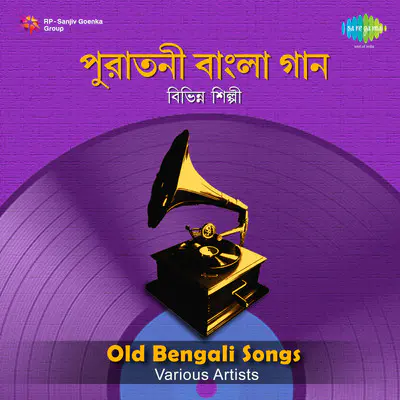 RP-Sanjiv Goenka
Group
SAREGAMA
পুরাতনী বাংলা গান
বিভিন্ন শিল্পী
Old Bengali Songs
Various Artists